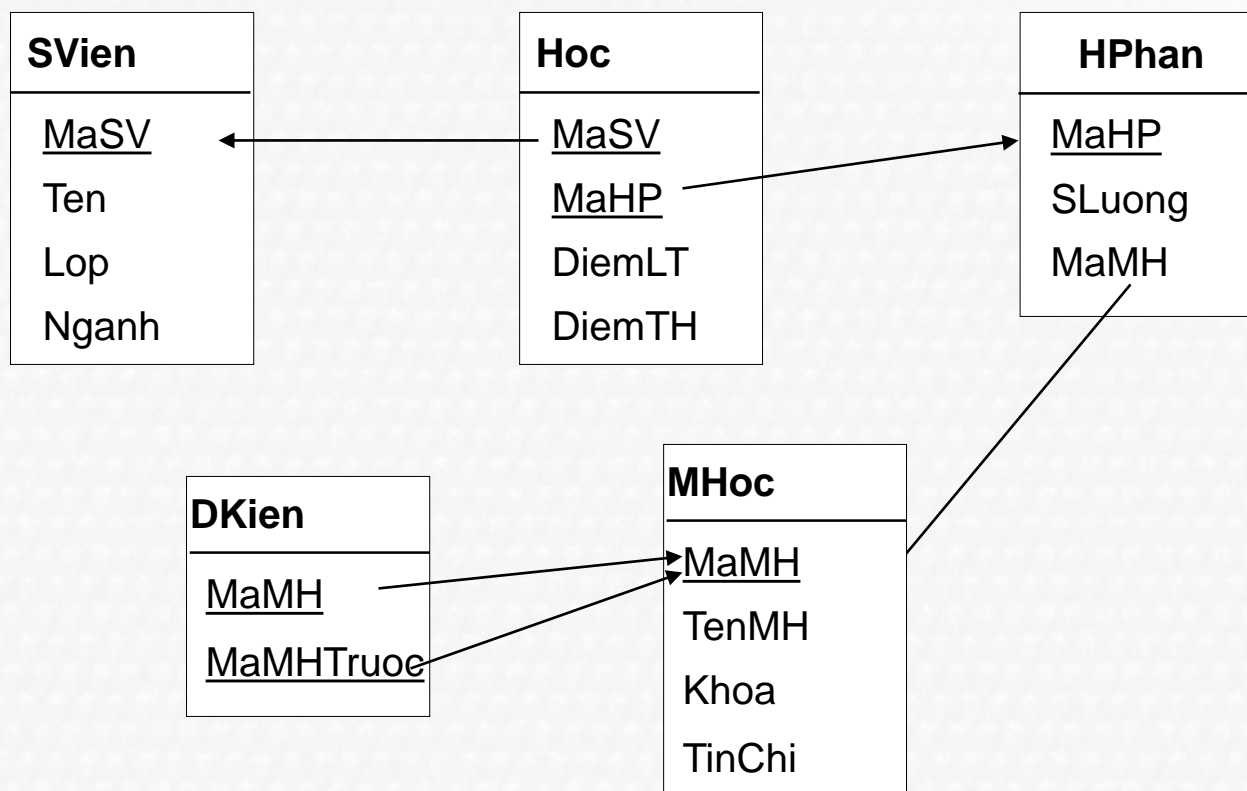 SVien
MaSV
Ten
Lop
Nganh
Hoc
MaSV
MaHP
DiemLT
DiemTH
HPhan
MaHP
SLuong
MaMH
DKien
MaMH
MaMHTruoc
MHoc
MaMH
TenMH
Khoa
TinChi